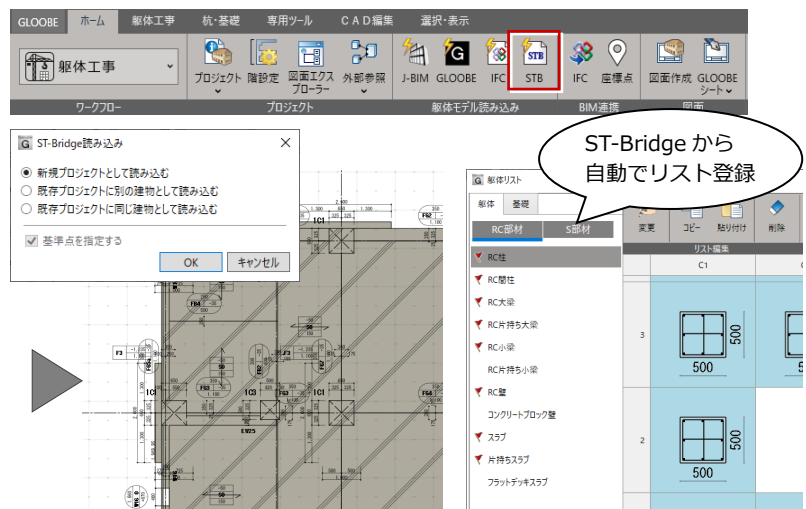 GLOOBE ホーム 躯体工事 杭・基礎 専用ツール CAD編集 選択・表示
躯体工事
プロジェクト 階設定 図面エクスプローラー 外部参照
J-BIM GLOOBE IFC STB
IFC 座標点
図面作成 GLOOBEシート
ワークフロー プロジェクト 躯体モデル読み込み BIM連携 図面
ST-Bridge読み込み
新規プロジェクトとして読み込む
既存プロジェクトに別の建物として読み込む
既存プロジェクトに同じ建物として読み込む
基準点を指定する
OK キャンセル
ST-Bridge から
自動でリスト登録
躯体リスト
躯体 基礎
RC部材 S部材
変更 コピー 貼り付け 削除
リスト編集
RC柱
RC間柱
RC大梁
RC片持ち大梁
RC小梁
RC片持ち小梁
RC壁
コンクリートブロック壁
スラブ
片持ちスラブ
フラットデッキスラブ
C1
3
500
500
2
500
500
1C1
FG2
F3
1C1
1C3
1C1
FG3
EW25